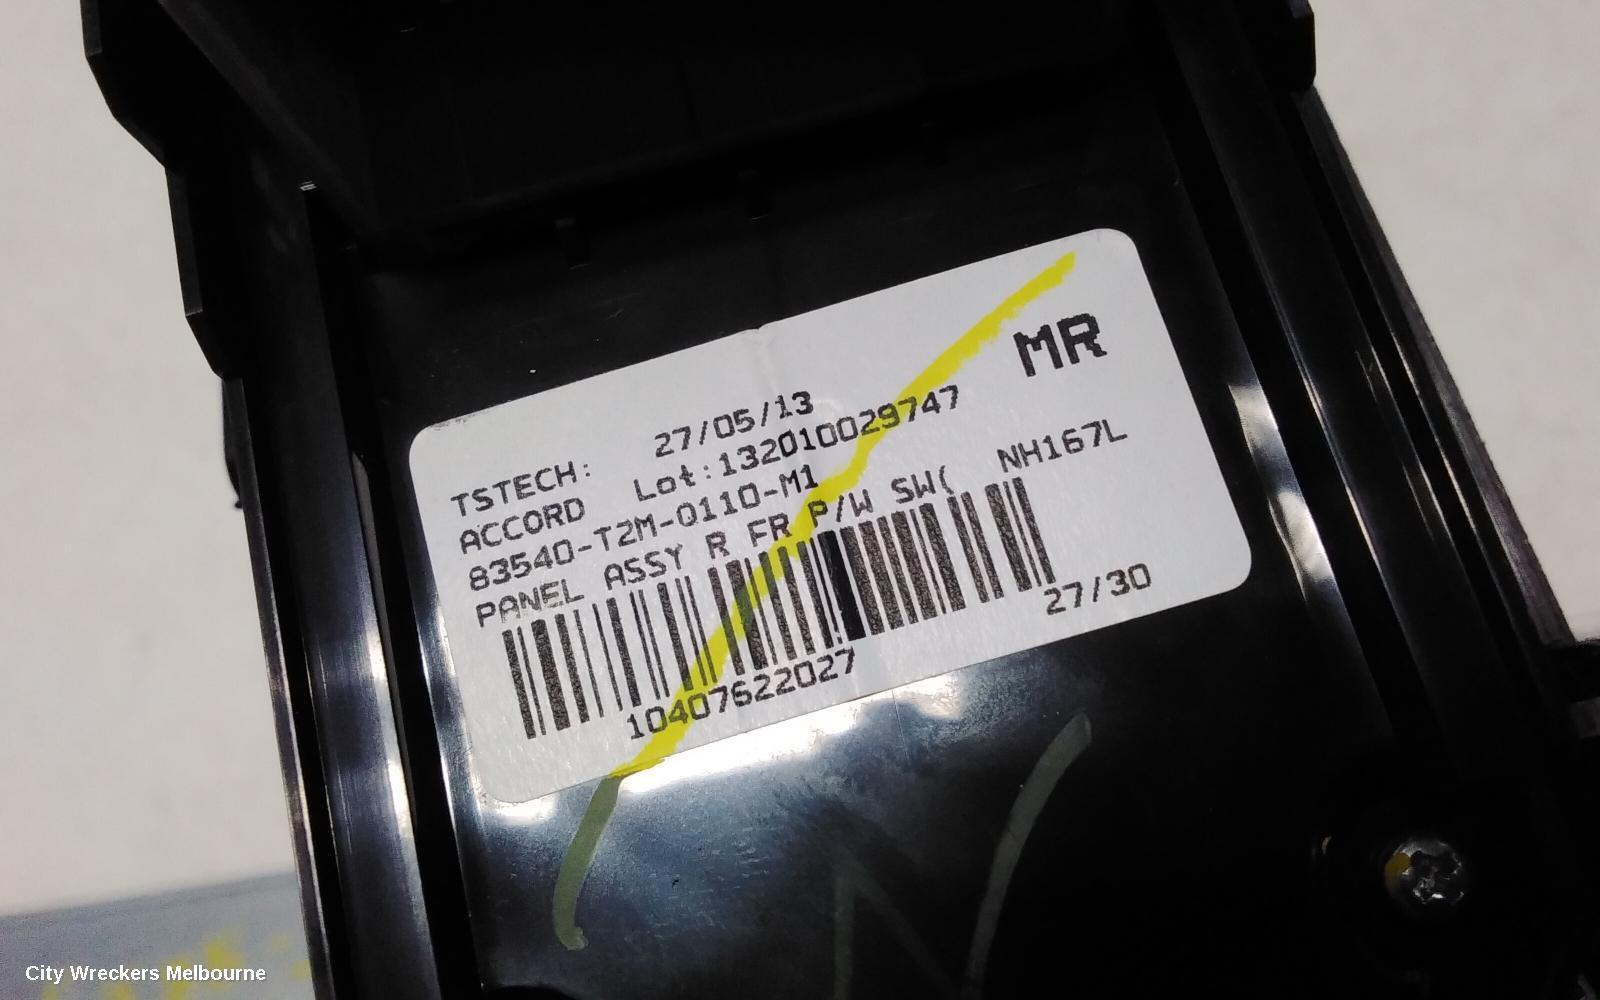 MR
TSTECH: 27/05/13
ACCORD Lot:132010029747
83540-T2M-Q110-M1
PANEL ASSY R FR P/W SW( NH167L
10407622027
27/30
City Wreckers Melbourne